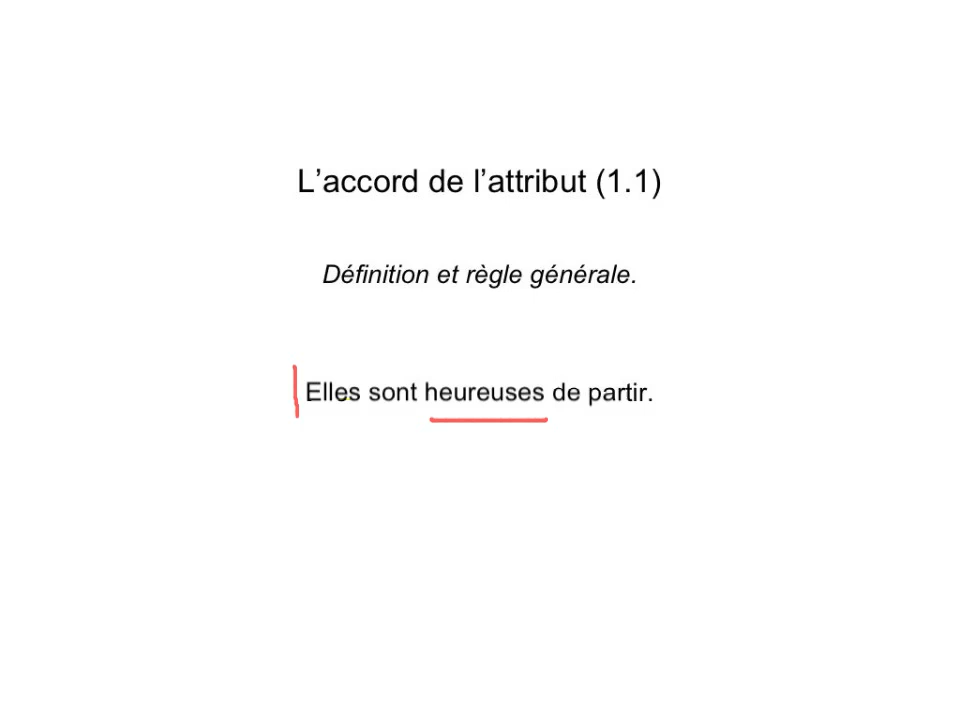 L’accord de l’attribut (1.1)
Définition et règle générale.
Elles sont heureuses de partir.